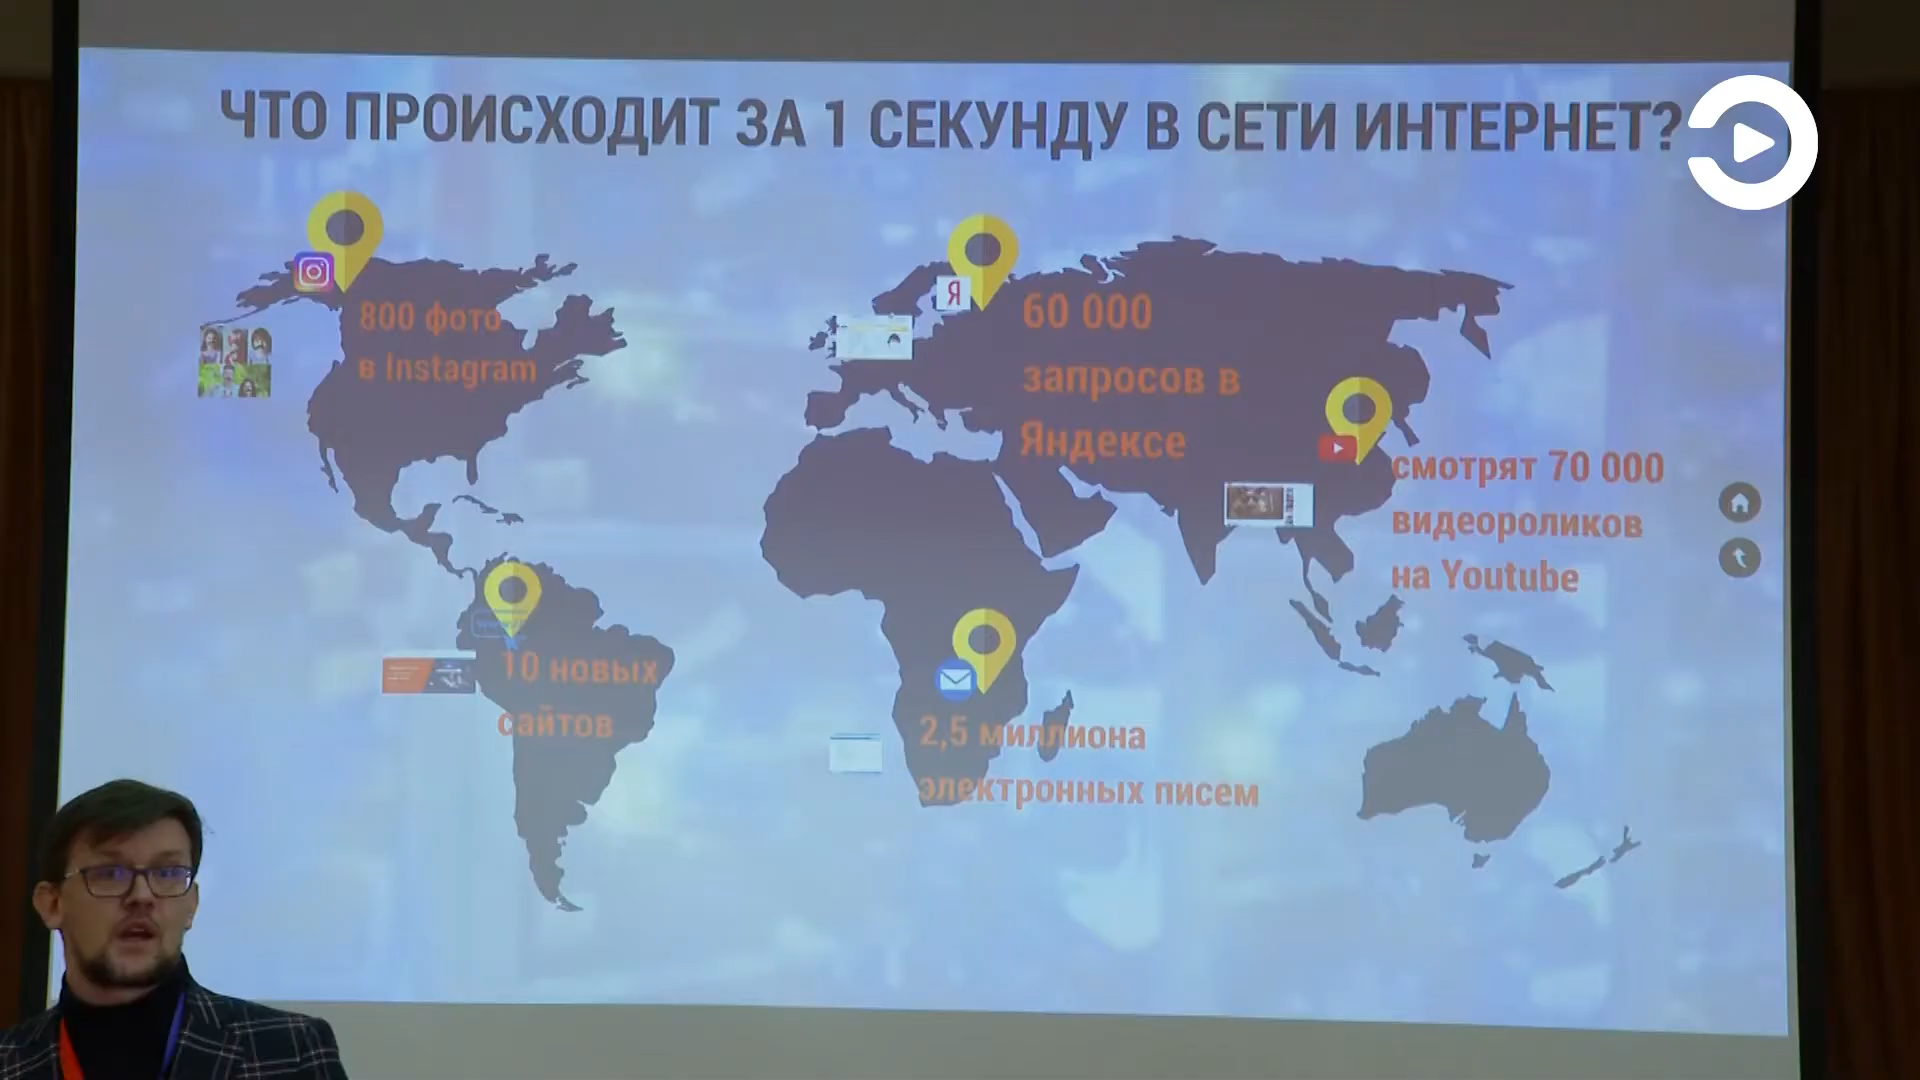 ЧТО ПРОИСХОДИТ ЗА 1 СЕКУНДУ В СЕТИ ИНТЕРНЕТ?
800 фото
в Instagram
Я
60 000
запросов в
Яндексе
смотрят 70 000
видеороликов
на Youtube
10 новых
сайтов
2,5 миллиона
электронных писем